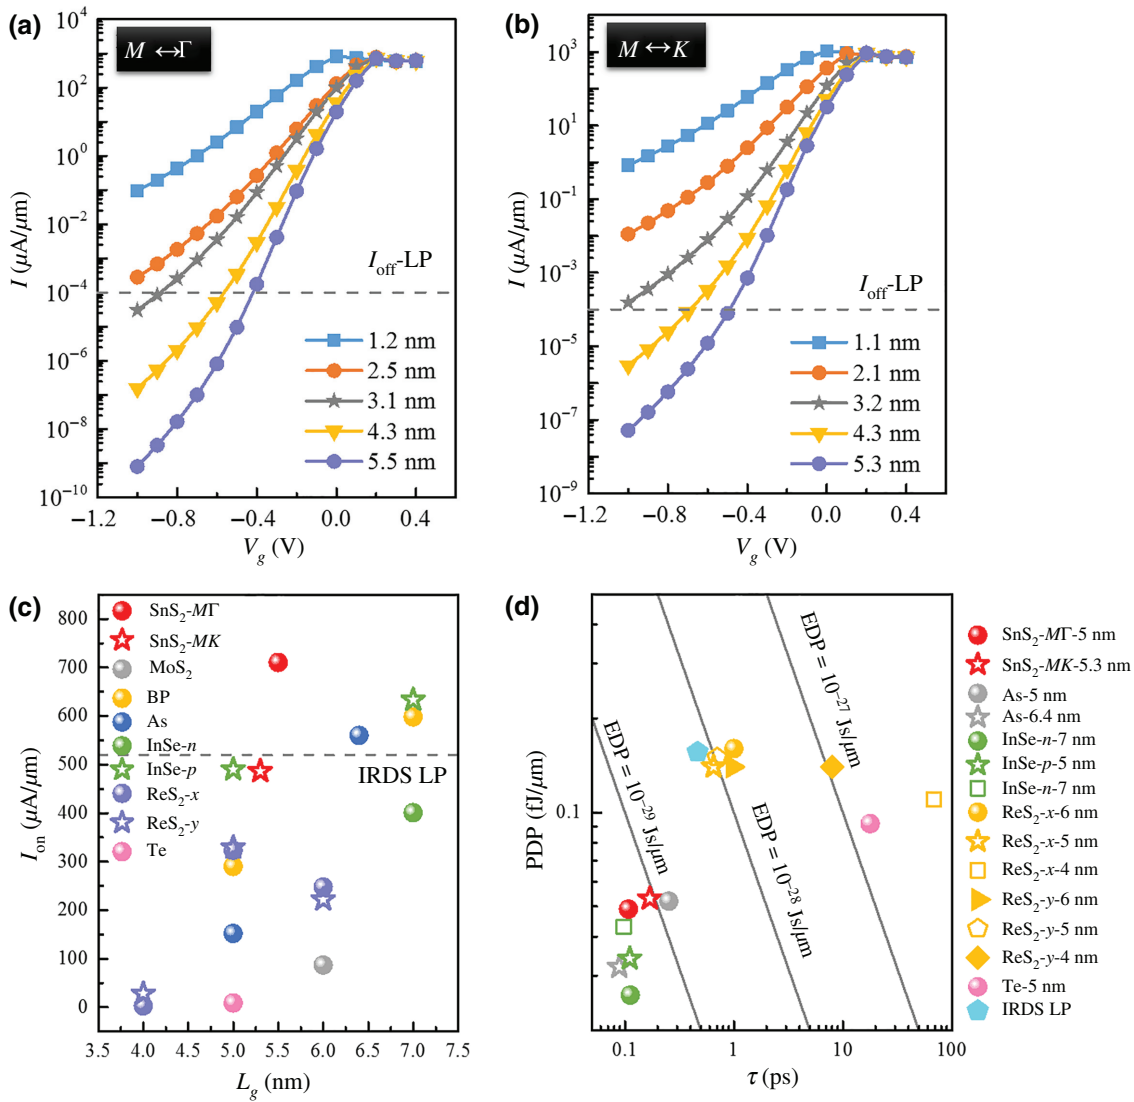 (a)
M ↔Γ
10⁴
10²
10⁰
10⁻²
10⁻⁴
10⁻⁶
10⁻⁸
10⁻¹⁰
I (μA/μm)
I_off-LP
1.2 nm
2.5 nm
3.1 nm
4.3 nm
5.5 nm
−1.2
−0.8
−0.4
0.0
0.4
V_g (V)
(b)
M ↔ K
10³
10¹
10⁻¹
10⁻³
10⁻⁵
10⁻⁷
10⁻⁹
I (μA/μm)
I_off-LP
1.1 nm
2.1 nm
3.2 nm
4.3 nm
5.3 nm
−1.2
−0.8
−0.4
0.0
0.4
V_g (V)
(c)
800
700
600
500
400
300
200
100
0
I_on (μA/μm)
SnS₂-MΓ
SnS₂-MK
MoS₂
BP
As
InSe-n
InSe-p
ReS₂-x
ReS₂-y
Te
IRDS LP
3.5
4.0
4.5
5.0
5.5
6.0
6.5
7.0
7.5
L_g (nm)
(d)
0.1
PDP (fJ/μm)
EDP = 10⁻²⁹ Js/μm
EDP = 10⁻²⁸ Js/μm
EDP = 10⁻²⁷ Js/μm
0.1
1
10
100
τ (ps)
SnS₂-MΓ-5 nm
SnS₂-MK-5.3 nm
As-5 nm
As-6.4 nm
InSe-n-7 nm
InSe-p-5 nm
InSe-n-7 nm
ReS₂-x-6 nm
ReS₂-x-5 nm
ReS₂-x-4 nm
ReS₂-y-6 nm
ReS₂-y-5 nm
ReS₂-y-4 nm
Te-5 nm
IRDS LP